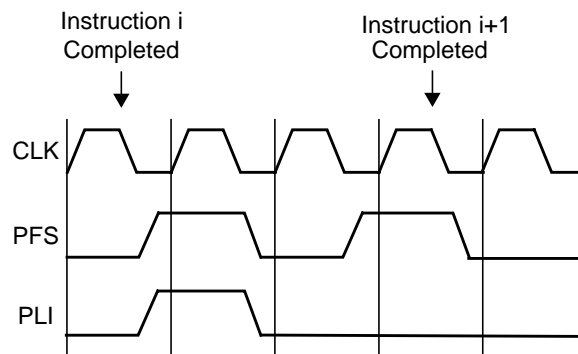 Instruction i
Completed
Instruction i+1
Completed
CLK
PFS
PLI